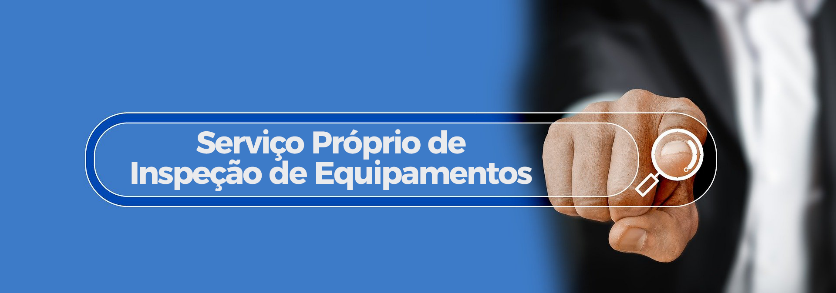 Serviço Próprio de
Inspeção de Equipamentos